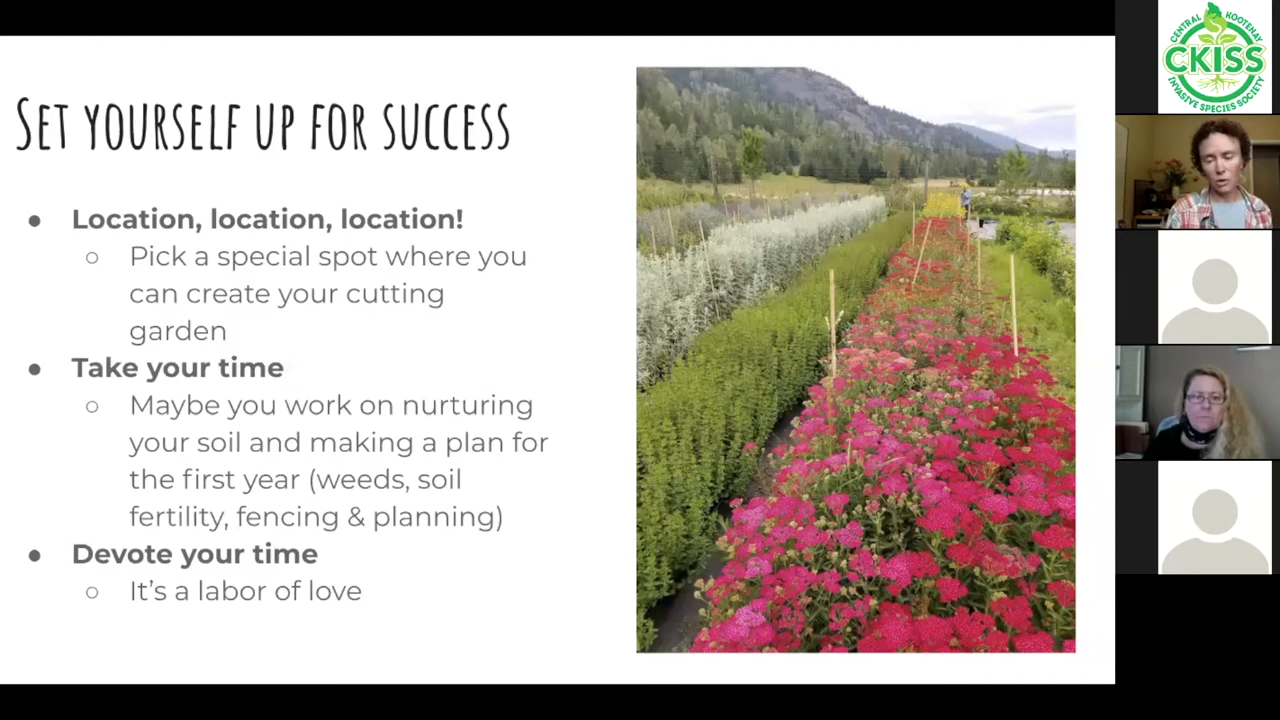 SET YOURSELF UP FOR SUCCESS
● Location, location, location!
○ Pick a special spot where you
can create your cutting
garden
● Take your time
○ Maybe you work on nurturing
your soil and making a plan for
the first year (weeds, soil
fertility, fencing & planning)
● Devote your time
○ It's a labor of love
CENTRAL KOOTENAY
CKISS
INVASIVE SPECIES SOCIETY